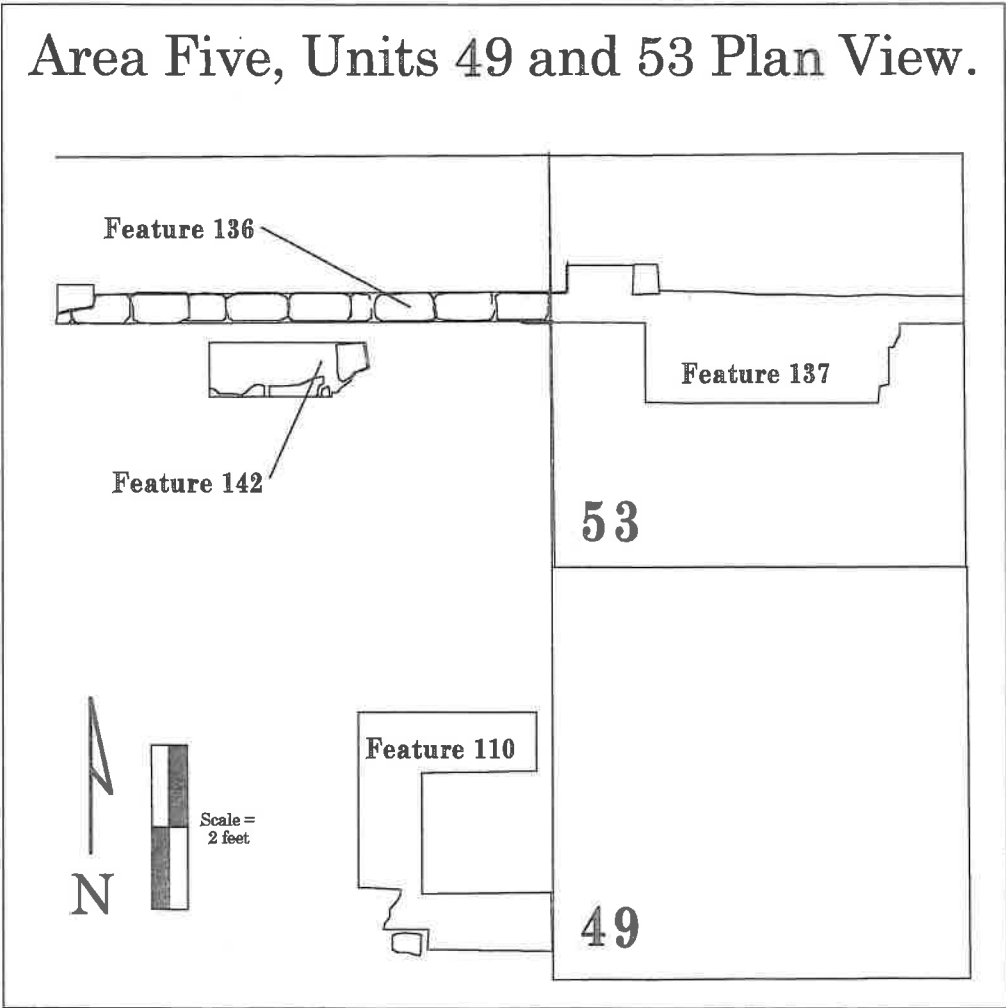 Area Five, Units 49 and 53 Plan View.
Feature 136
Feature 137
Feature 142
53
Feature 110
Scale =
2 feet
N
49